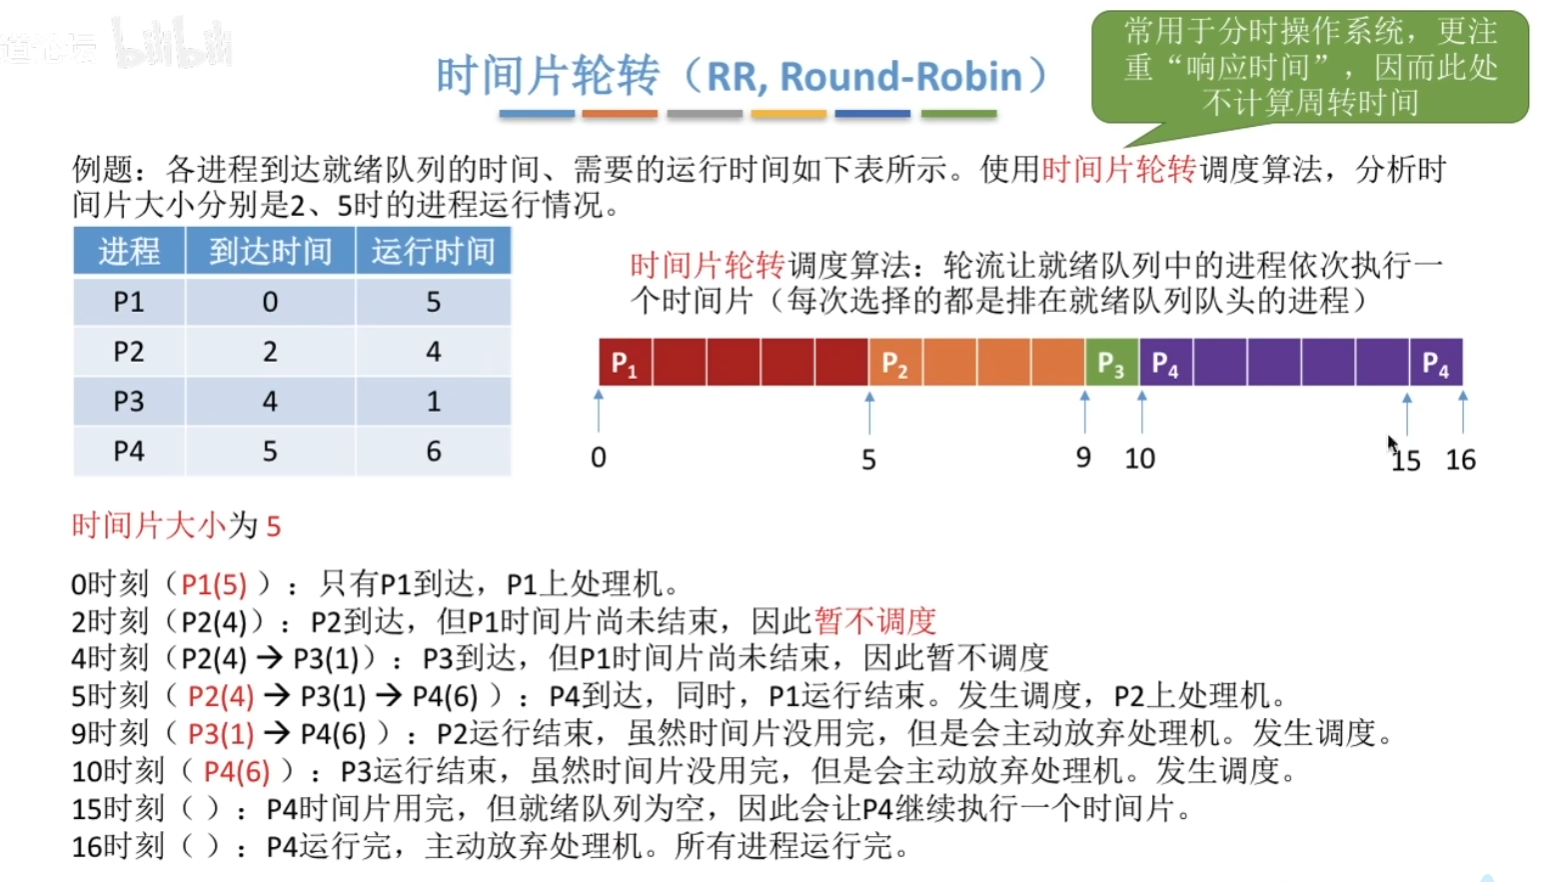 道论坛 bilibili
常用于分时操作系统，更注
重“响应时间”，因而此处
不计算周转时间
时间片轮转（RR, Round-Robin）
例题：各进程到达就绪队列的时间、需要的运行时间如下表所示。使用时间片轮转调度算法，分析时
间片大小分别是2、5时的进程运行情况。
进程 到达时间 运行时间
P1 0 5
P2 2 4
P3 4 1
P4 5 6
时间片轮转调度算法：轮流让就绪队列中的进程依次执行一
个时间片（每次选择的都是排在就绪队列队头的进程）
P1 P2 P3 P4 P4
0 5 9 10 15 16
时间片大小为 5
0时刻（P1(5) ）：只有P1到达，P1上处理机。
2时刻（P2(4)）：P2到达，但P1时间片尚未结束，因此暂不调度
4时刻（P2(4) → P3(1)）：P3到达，但P1时间片尚未结束，因此暂不调度
5时刻（ P2(4) → P3(1) → P4(6) ）：P4到达，同时，P1运行结束。发生调度，P2上处理机。
9时刻（ P3(1) → P4(6) ）：P2运行结束，虽然时间片没用完，但是会主动放弃处理机。发生调度。
10时刻（ P4(6) ）：P3运行结束，虽然时间片没用完，但是会主动放弃处理机。发生调度。
15时刻（ ）：P4时间片用完，但就绪队列为空，因此会让P4继续执行一个时间片。
16时刻（ ）：P4运行完，主动放弃处理机。所有进程运行完。